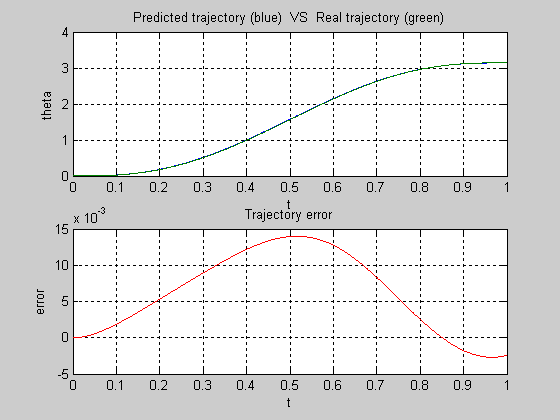 Predicted trajectory (blue)  VS  Real trajectory (green)
4
3
2
1
0
theta
0 0.1 0.2 0.3 0.4 0.5 0.6 0.7 0.8 0.9 1
t
Trajectory error
x 10-3
15
10
5
0
-5
error
0 0.1 0.2 0.3 0.4 0.5 0.6 0.7 0.8 0.9 1
t